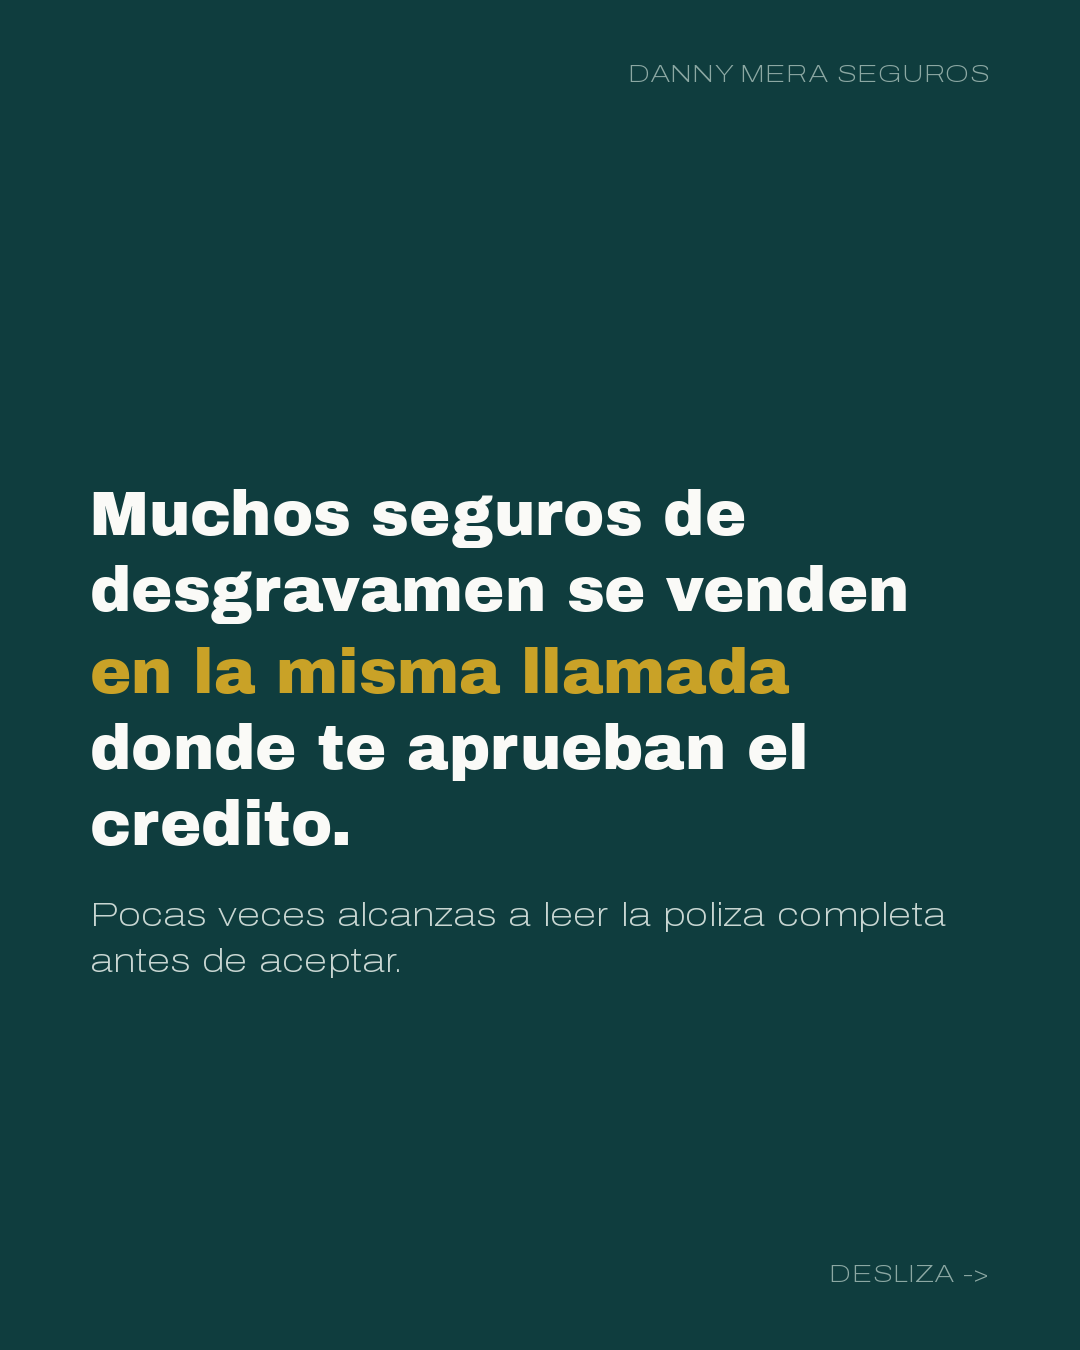 DANNY MERA SEGUROS
Muchos seguros de
desgravamen se venden
en la misma llamada
donde te aprueban el
credito.
Pocas veces alcanzas a leer la poliza completa
antes de aceptar.
DESLIZA ->